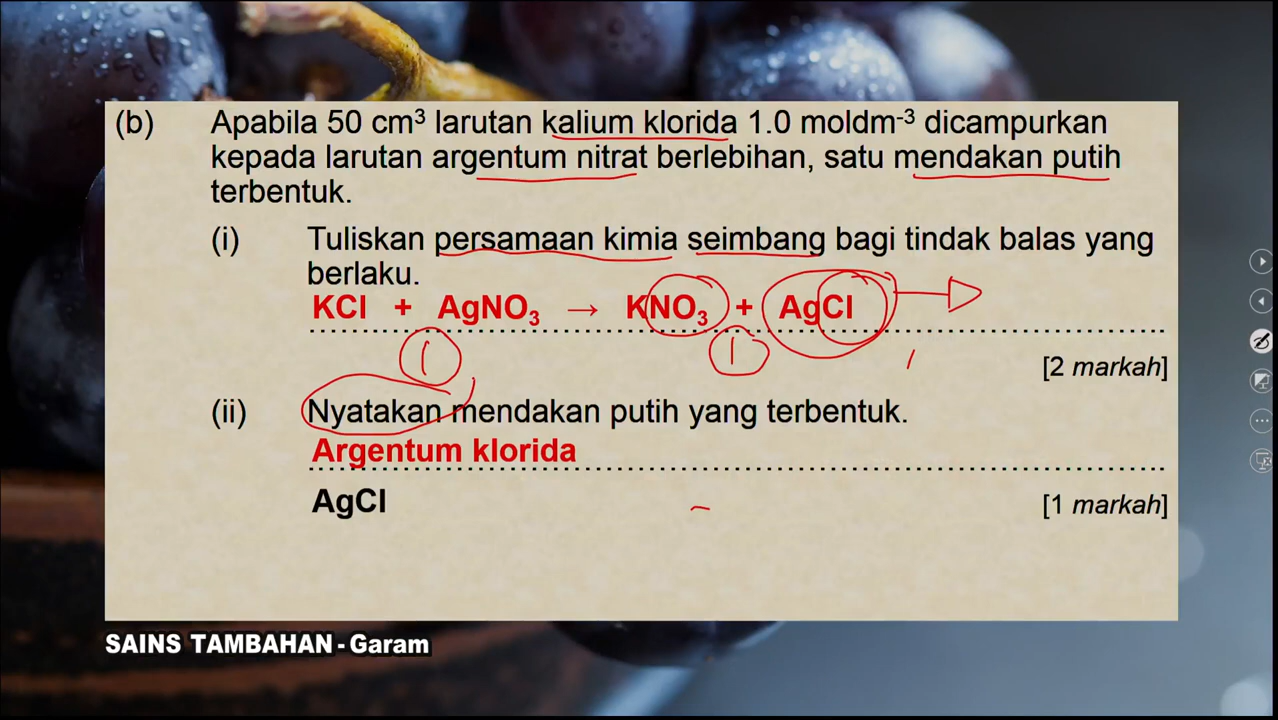 (b) Apabila 50 cm³ larutan kalium klorida 1.0 moldm⁻³ dicampurkan
kepada larutan argentum nitrat berlebihan, satu mendakan putih
terbentuk.
(i) Tuliskan persamaan kimia seimbang bagi tindak balas yang
berlaku.
KCl + AgNO₃ → KNO₃ + AgCl
1 1
[2 markah]
(ii) Nyatakan mendakan putih yang terbentuk.
Argentum klorida
AgCl [1 markah]
SAINS TAMBAHAN - Garam